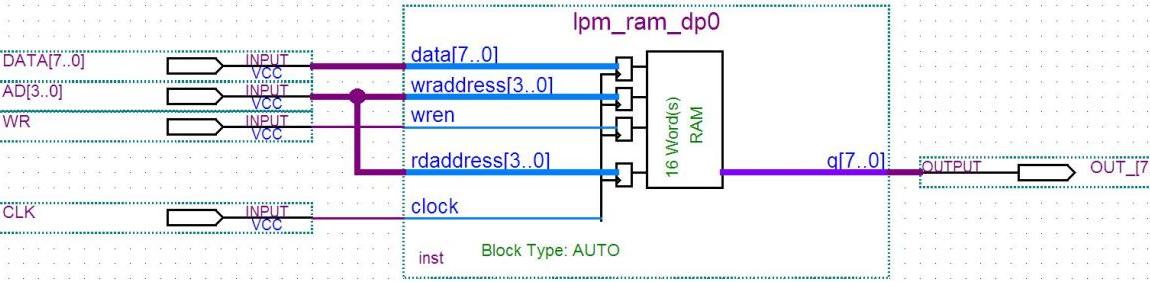 lpm_ram_dp0
DATA[7..0] INPUT VCC data[7..0]
AD[3..0] INPUT VCC wraddress[3..0]
WR INPUT VCC wren
16 Word(s) RAM
rdaddress[3..0] q[7..0] OUTPUT OUT_[7
CLK INPUT VCC clock
inst Block Type: AUTO